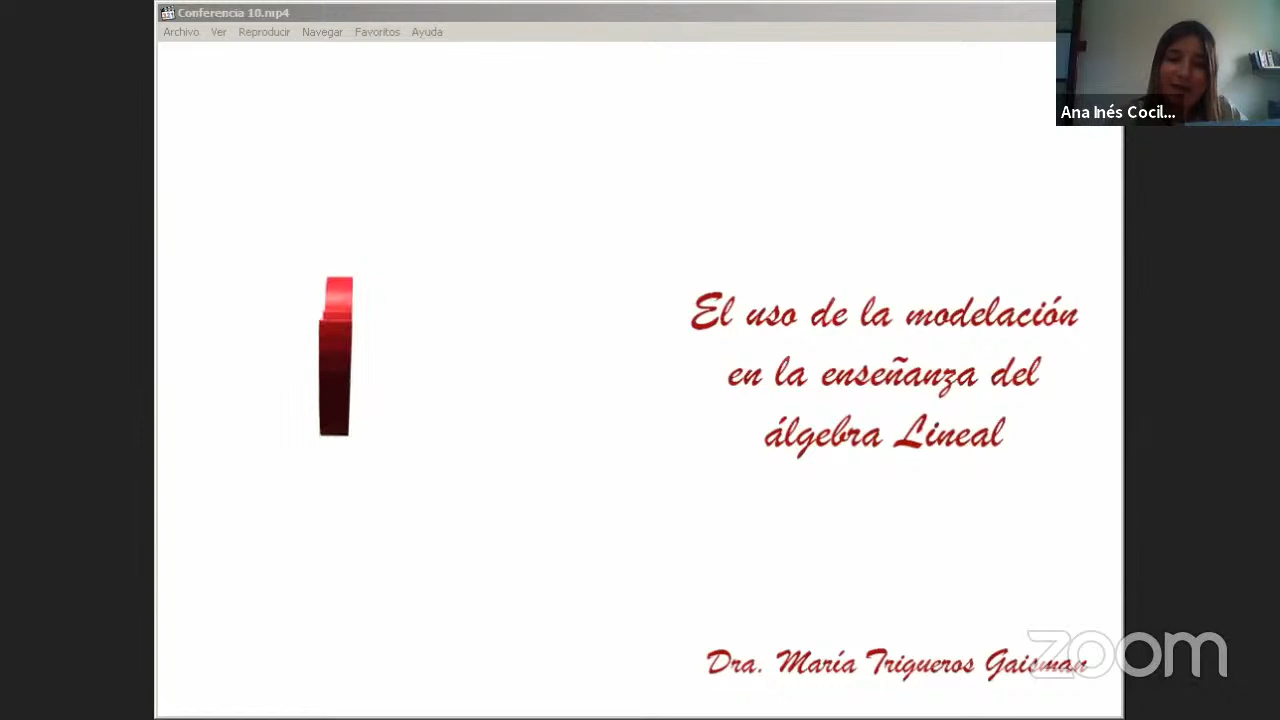 Conferencia 10.mp4
Archivo Ver Reproducir Navegar Favoritos Ayuda
Ana Inés Cocil...
El uso de la modelación
en la enseñanza del
álgebra Lineal
Dra. María Trigueros Gaisman
zoom